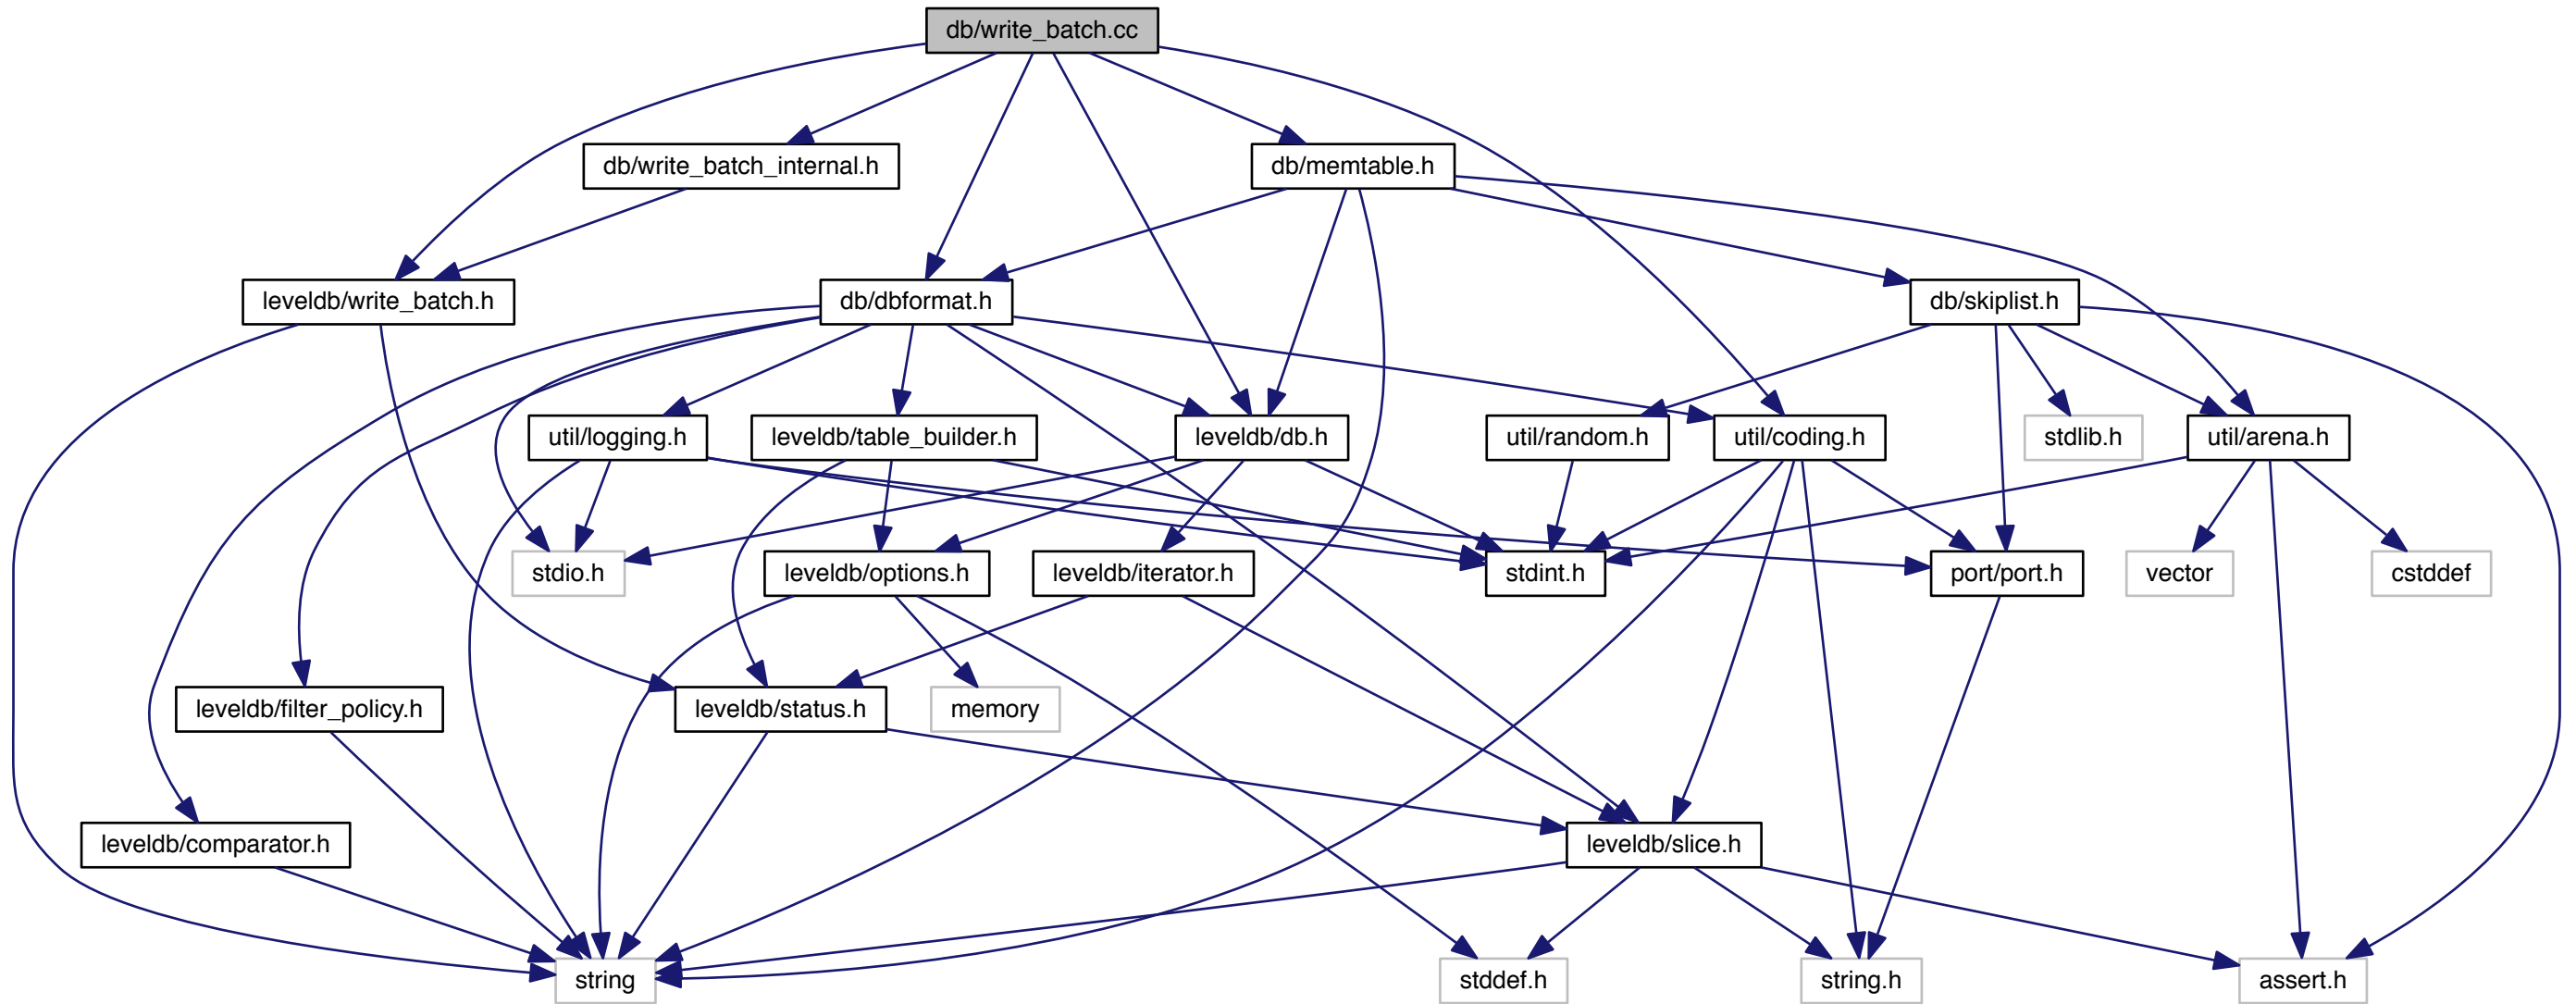 db/write_batch.cc
db/write_batch_internal.h
db/memtable.h
leveldb/write_batch.h
db/dbformat.h
db/skiplist.h
util/logging.h
leveldb/table_builder.h
leveldb/db.h
util/random.h
util/coding.h
stdlib.h
util/arena.h
stdio.h
leveldb/options.h
leveldb/iterator.h
stdint.h
port/port.h
vector
cstddef
leveldb/filter_policy.h
leveldb/status.h
memory
leveldb/comparator.h
leveldb/slice.h
string
stddef.h
string.h
assert.h